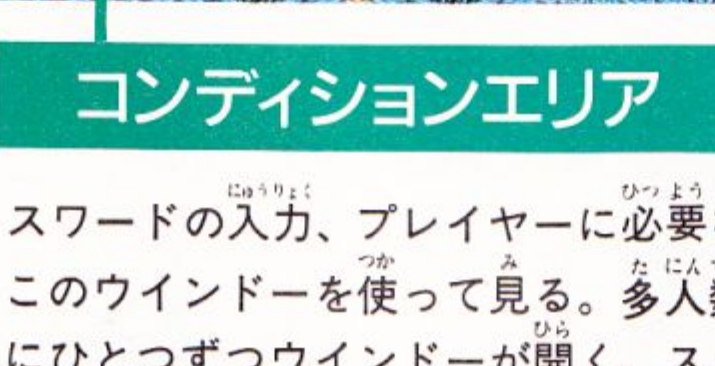 コンディションエリア
スワードの入力、プレイヤーに必要
このウインドーを使って見る。多人
にひとつずつウインドーが開く。ス